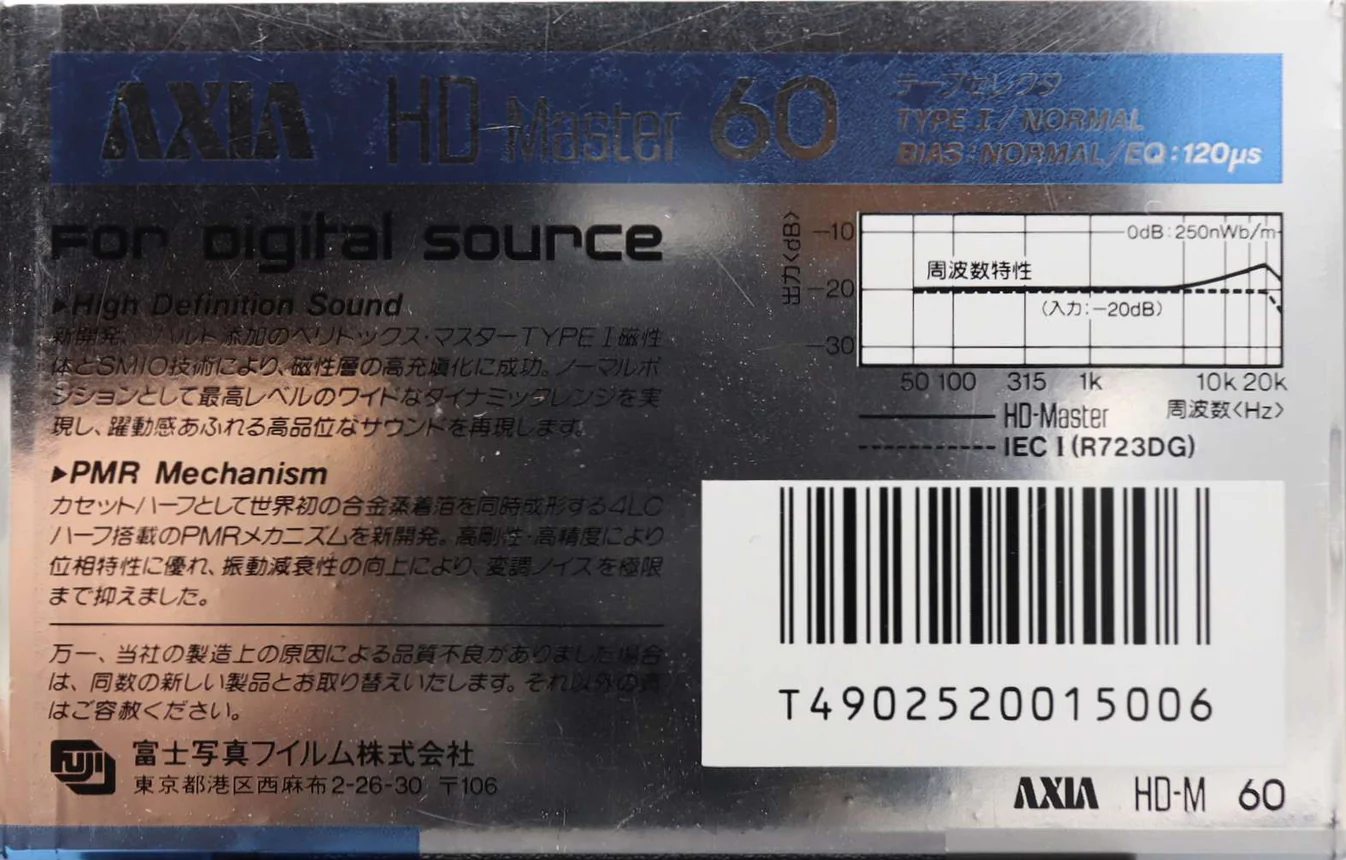 AXIA HD-Master 60
テープセレクタ
TYPE I/NORMAL
BIAS:NORMAL/EQ:120μs
For Digital source
▶High Definition Sound
新開発、 添加のベリドックス・マスターTYPE I磁性
体とSMIO技術により、磁性層の高充塡化に成功。ノーマルポ
ジションとして最高レベルのワイドなダイナミックレンジを実
現し、躍動感あふれる高品位なサウンドを再現します。
▶PMR Mechanism
カセットハーフとして世界初の合金蒸着箔を同時成形する4LC
ハーフ搭載のPMRメカニズムを新開発。高剛性・高精度により
位相特性に優れ、振動減衰性の向上により、変調ノイズを極限
まで抑えました。
万一、当社の製造上の原因による品質不良がありました場合
は、同数の新しい製品とお取り替えいたします。それ以外の責
はご容赦ください。
FUJI 富士写真フイルム株式会社
東京都港区西麻布2-26-30 〒106
出力<dB>
-10
-20
-30
0dB:250nWb/m
周波数特性
(入力:-20dB)
50 100 315 1k 10k 20k
周波数<Hz>
HD-Master
IEC I(R723DG)
T4902520015006
AXIA HD-M 60